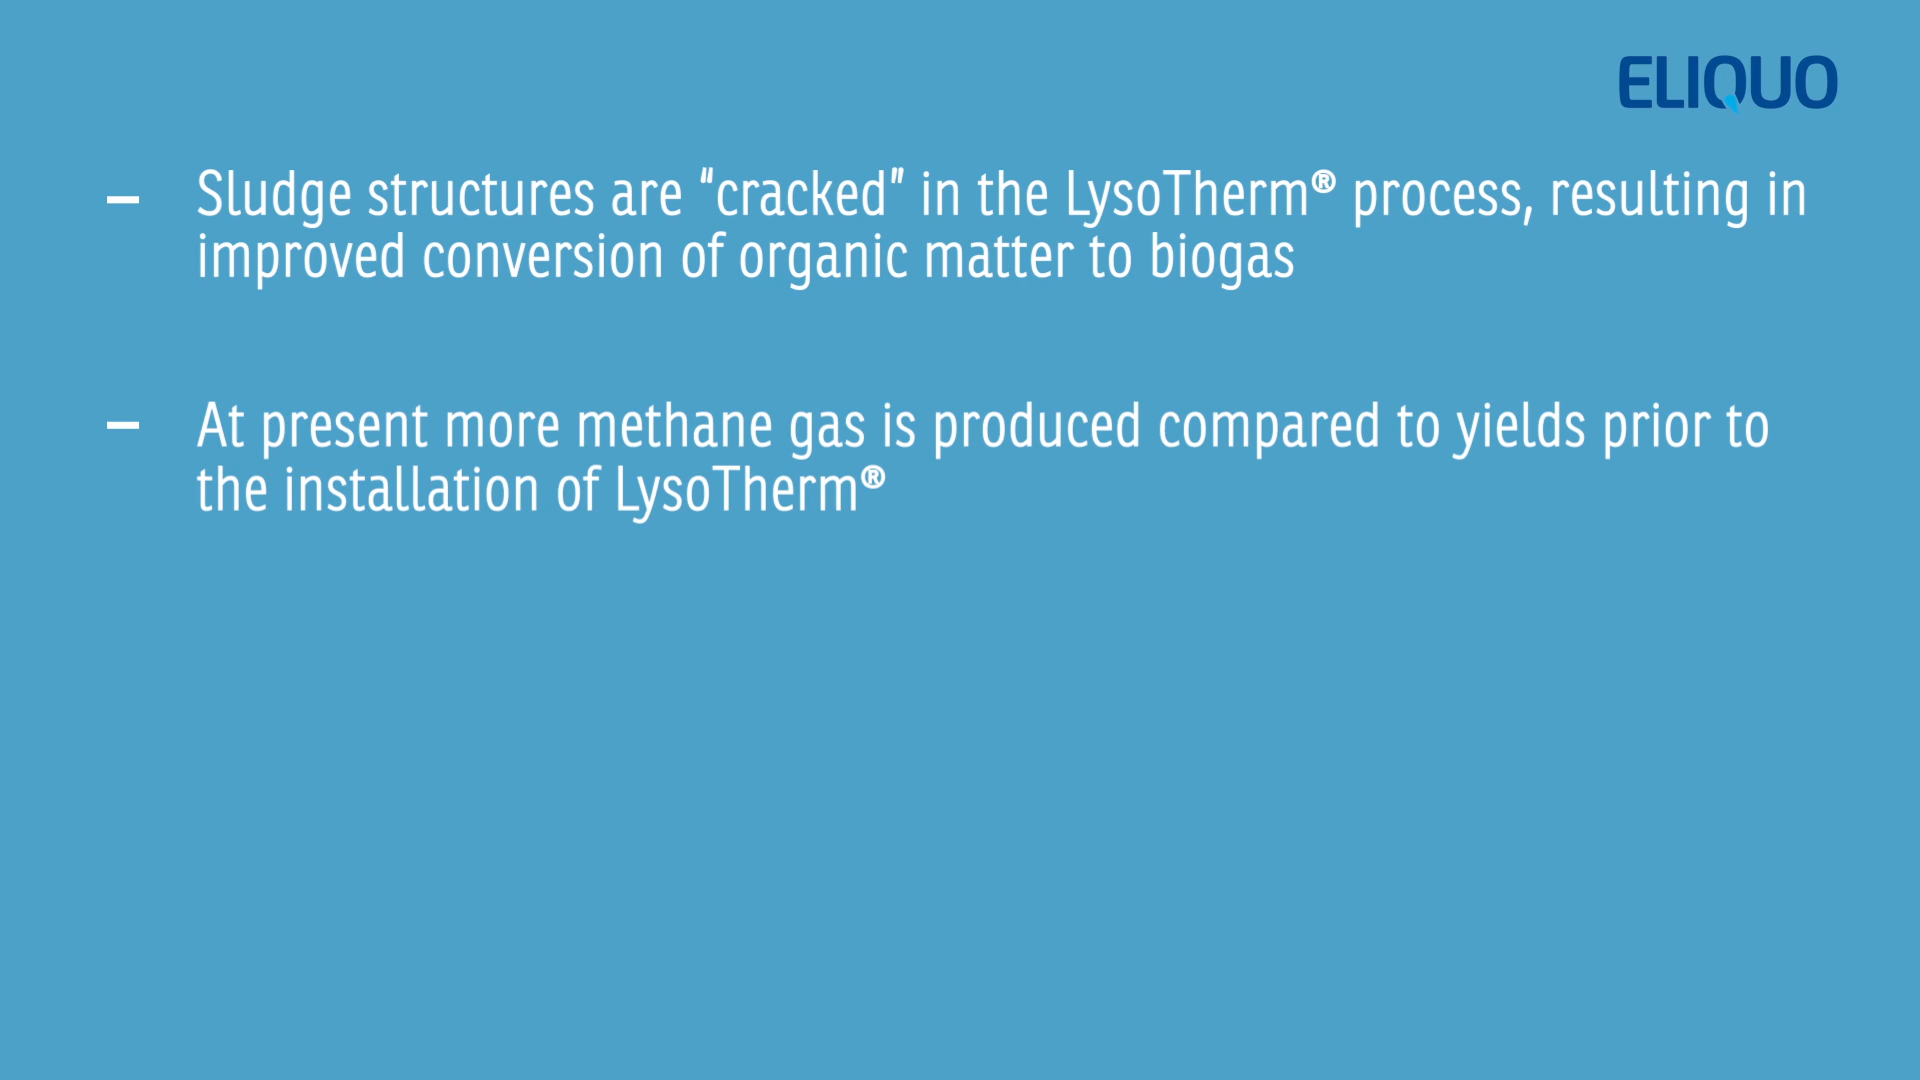 ELIQUO
– Sludge structures are “cracked” in the LysoTherm® process, resulting in
improved conversion of organic matter to biogas
– At present more methane gas is produced compared to yields prior to
the installation of LysoTherm®